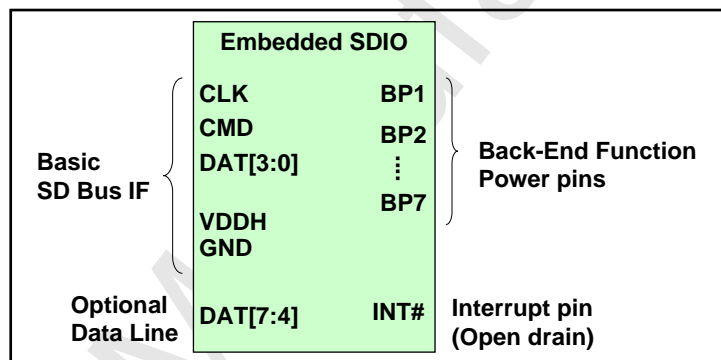 Embedded SDIO
CLK
CMD
DAT[3:0]
VDDH
GND
DAT[7:4]
BP1
BP2
⋮
BP7
INT#
Basic
SD Bus IF
Optional
Data Line
Back-End Function
Power pins
Interrupt pin
(Open drain)